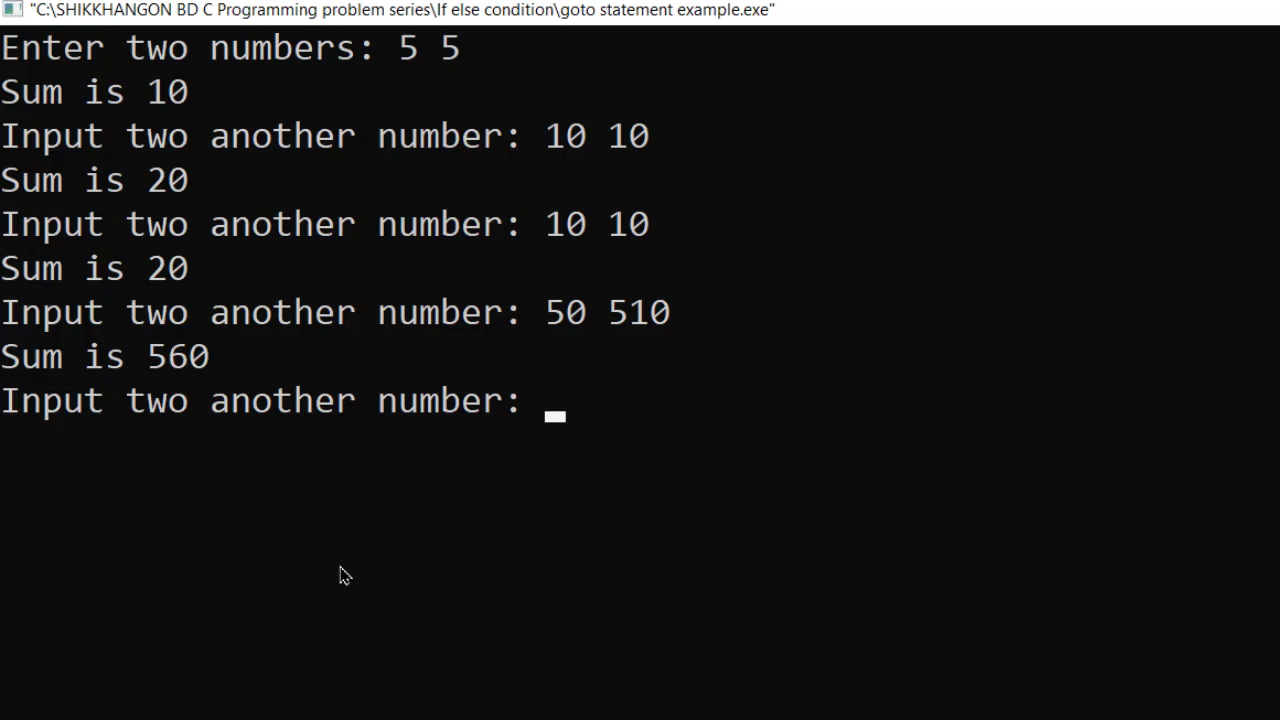 "C:\SHIKKHANGON BD C Programming problem series\If else condition\goto statement example.exe"
Enter two numbers: 5 5
Sum is 10
Input two another number: 10 10
Sum is 20
Input two another number: 10 10
Sum is 20
Input two another number: 50 510
Sum is 560
Input two another number: